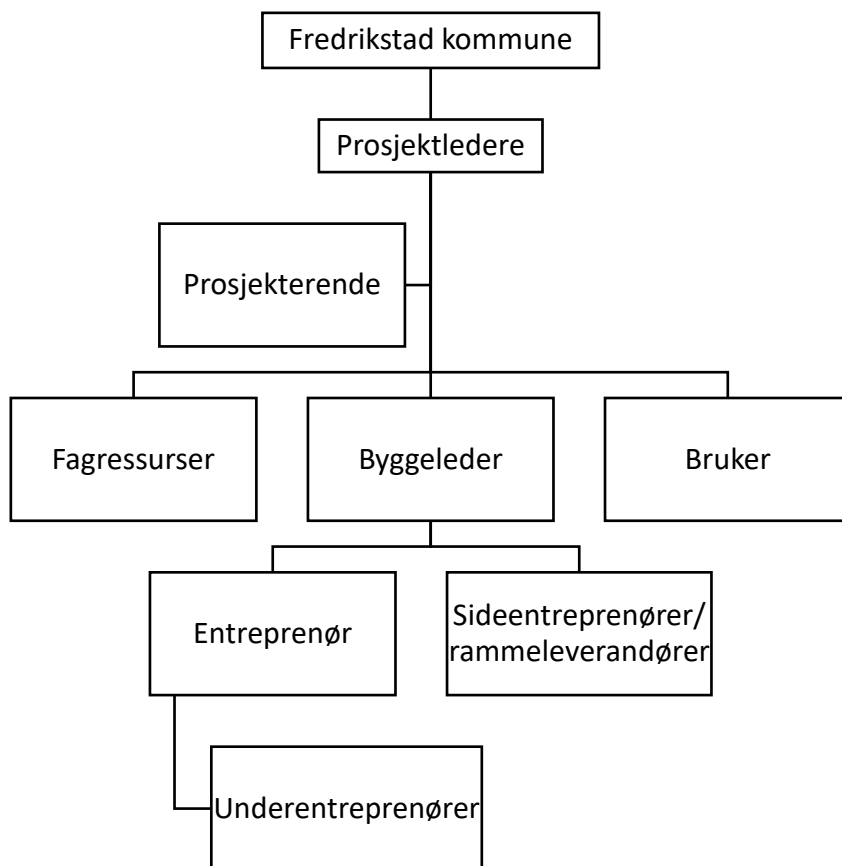 Fredrikstad kommune
Prosjektledere
Prosjekterende
Fagressurser
Byggeleder
Bruker
Entreprenør
Sideentreprenører/
rammeleverandører
Underentreprenører